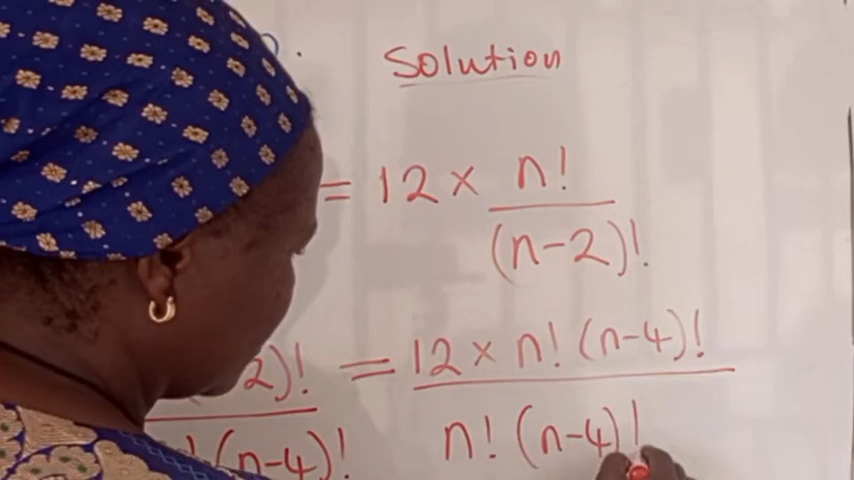 Solution
= 12 × n!
(n-2)!
2)! = 12 × n! (n-4)!
! (n-4)! n! (n-4)!